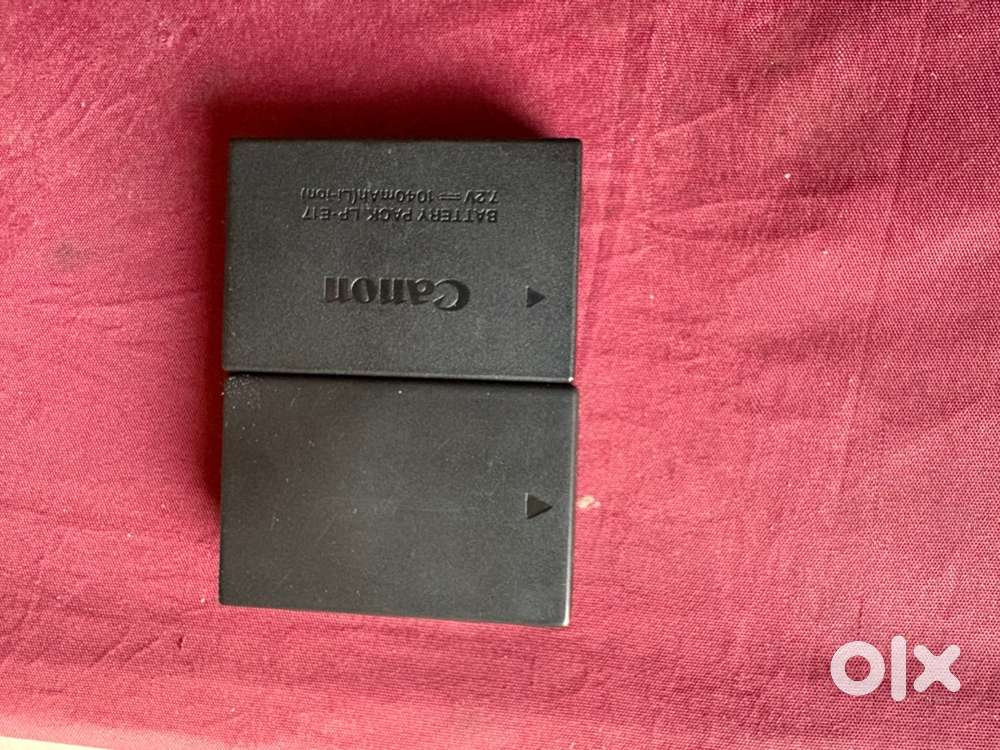 Canon
BATTERY PACK LP-E17
7.2V⎓1040mAh(Li-ion)
olx